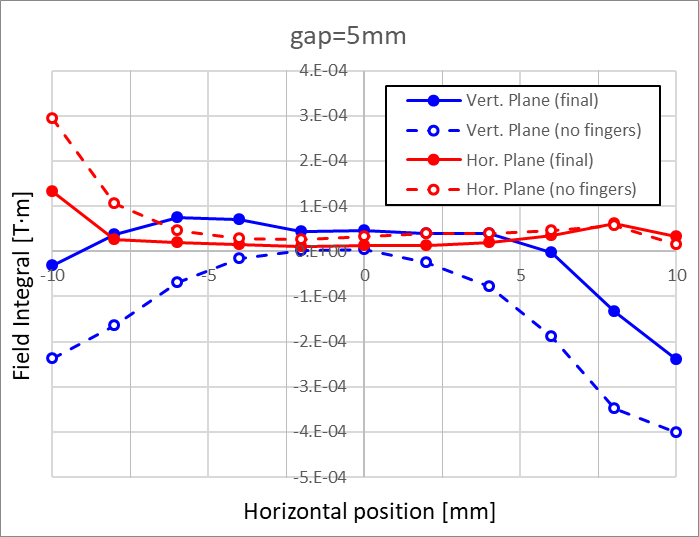 gap=5mm
4.E-04
3.E-04
2.E-04
1.E-04
0.E+00
-1.E-04
-2.E-04
-3.E-04
-4.E-04
-5.E-04
-10
-5
0
5
10
Vert. Plane (final)
Vert. Plane (no fingers)
Hor. Plane (final)
Hor. Plane (no fingers)
Field Integral [T·m]
Horizontal position [mm]